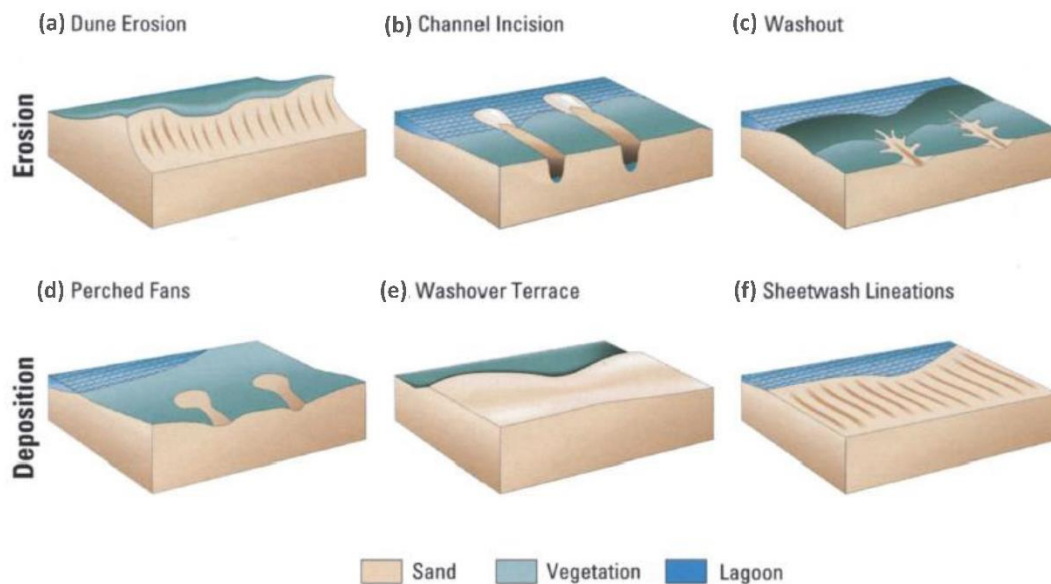 (a) Dune Erosion
(b) Channel Incision
(c) Washout
Erosion
(d) Perched Fans
(e) Washover Terrace
(f) Sheetwash Lineations
Deposition
Sand
Vegetation
Lagoon